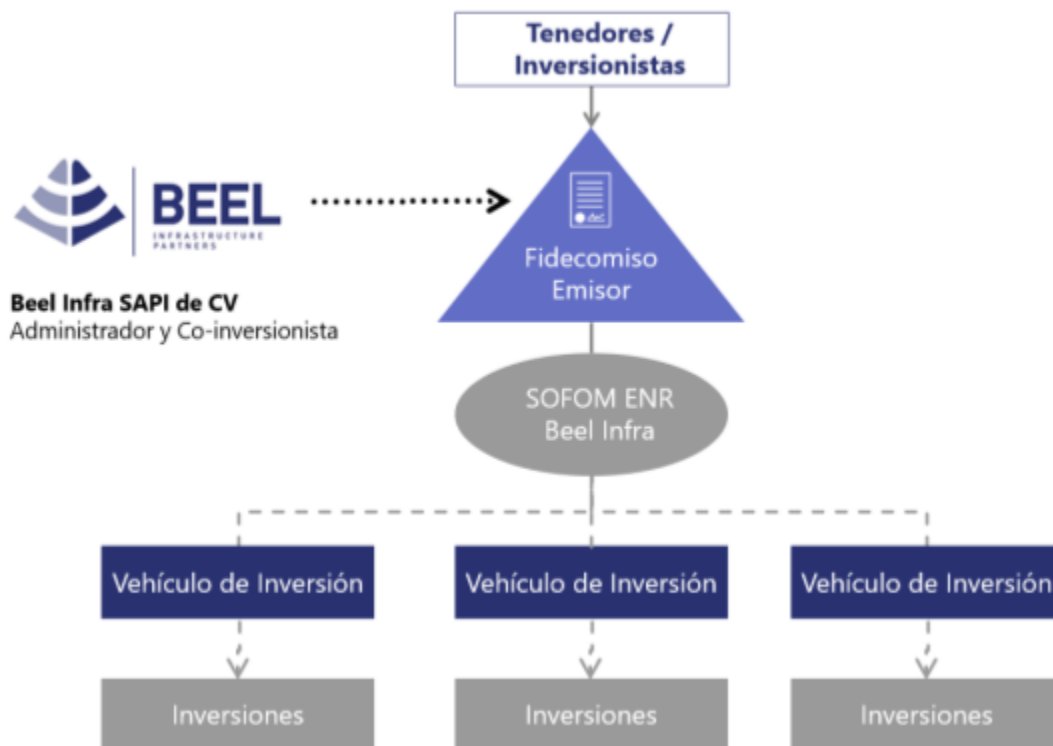 Tenedores /
Inversionistas
BEEL
INFRASTRUCTURE
PARTNERS
Fidecomiso
Emisor
Beel Infra SAPI de CV
Administrador y Co-inversionista
SOFOM ENR
Beel Infra
Vehículo de Inversión
Vehículo de Inversión
Vehículo de Inversión
Inversiones
Inversiones
Inversiones